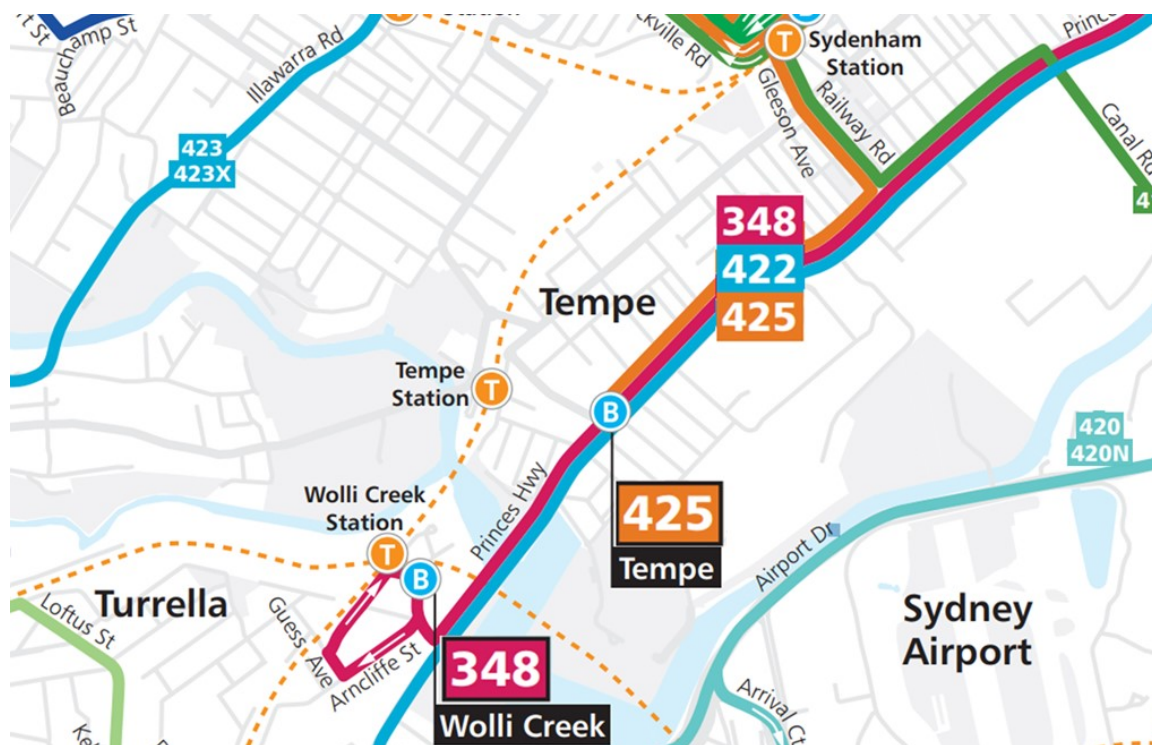 Station
Beauchamp St
Illawarra Rd
T
Sydenham
Station
Princes
Gleeson Ave
Railway Rd
Canal Rd
423
423X
348
422
425
Tempe
Tempe
Station
T
B
420
420N
Wolli Creek
Station
T
B
Princes Hwy
425
Tempe
Airport Dr
Turrella
Loftus St
Guess Ave
Arncliffe St
348
Wolli Creek
Sydney
Airport
Arrival Ct